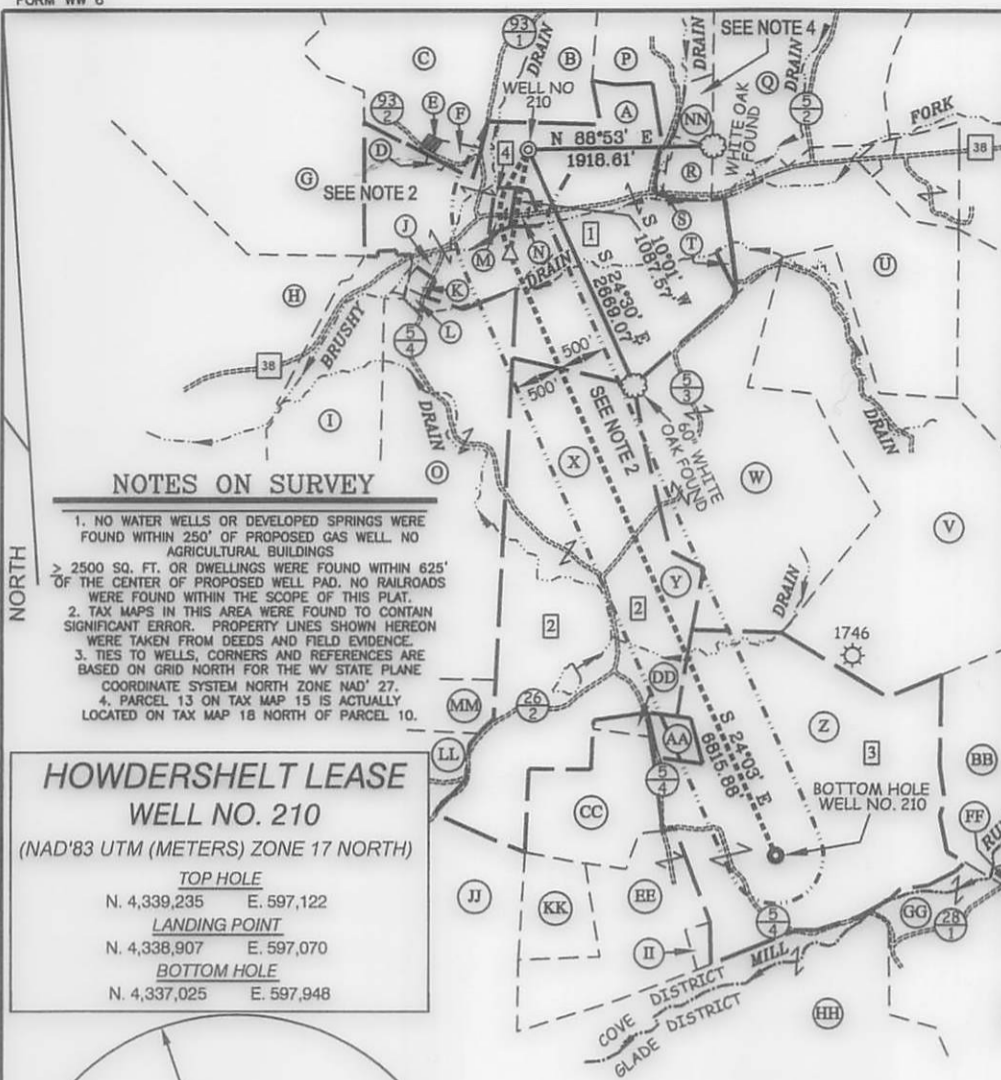 FORM WW-6
93
1
DRAIN
B
P
DRAIN
SEE NOTE 4
Q
DRAIN
C
WELL NO
210
5
2
93
2
E
F
A
NN
WHITE OAK
FOUND
FORK
D
N 88°53' E
1918.61'
38
4
G
SEE NOTE 2
R
S
J
M
N
1
S 10°01' W
1087.57'
T
DRAIN
S 24°30' E
2669.07'
U
H
K
L
BRUSHY
5
4
38
500'
500'
5
3
I
DRAIN
SEE NOTE 2
60" WHITE
OAK FOUND
DRAIN
O
X
W
V
NOTES ON SURVEY
1. NO WATER WELLS OR DEVELOPED SPRINGS WERE
FOUND WITHIN 250' OF PROPOSED GAS WELL. NO
AGRICULTURAL BUILDINGS
≥ 2500 SQ. FT. OR DWELLINGS WERE FOUND WITHIN 625'
OF THE CENTER OF PROPOSED WELL PAD. NO RAILROADS
WERE FOUND WITHIN THE SCOPE OF THIS PLAT.
2. TAX MAPS IN THIS AREA WERE FOUND TO CONTAIN
SIGNIFICANT ERROR. PROPERTY LINES SHOWN HEREON
WERE TAKEN FROM DEEDS AND FIELD EVIDENCE.
3. TIES TO WELLS, CORNERS AND REFERENCES ARE
BASED ON GRID NORTH FOR THE WV STATE PLANE
COORDINATE SYSTEM NORTH ZONE NAD' 27.
4. PARCEL 13 ON TAX MAP 15 IS ACTUALLY
LOCATED ON TAX MAP 18 NORTH OF PARCEL 10.
NORTH
Y
DRAIN
2
2
1746
DD
MM
26
2
Z
3
LL
AA
S 24°03' E
6815.88'
5
4
BOTTOM HOLE
WELL NO. 210
BB
CC
FF
RUN
HOWDERSHELT LEASE
WELL NO. 210
(NAD'83 UTM (METERS) ZONE 17 NORTH)
TOP HOLE
N. 4,339,235 E. 597,122
LANDING POINT
N. 4,338,907 E. 597,070
BOTTOM HOLE
N. 4,337,025 E. 597,948
JJ
KK
EE
5
4
GG
28
1
II
MILL
COVE DISTRICT
GLADE DISTRICT
HH